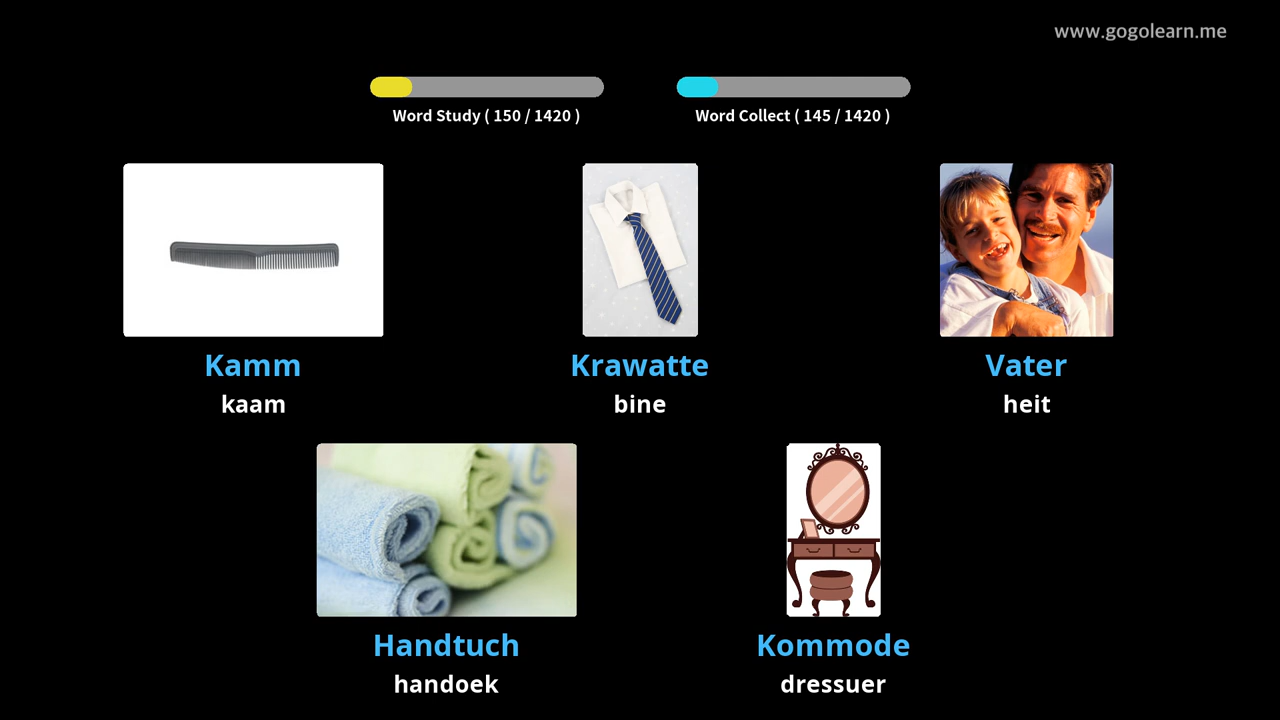 www.gogolearn.me
Word Study ( 150 / 1420 )
Word Collect ( 145 / 1420 )
Kamm
kaam
Krawatte
bine
Vater
heit
Handtuch
handoek
Kommode
dressuer